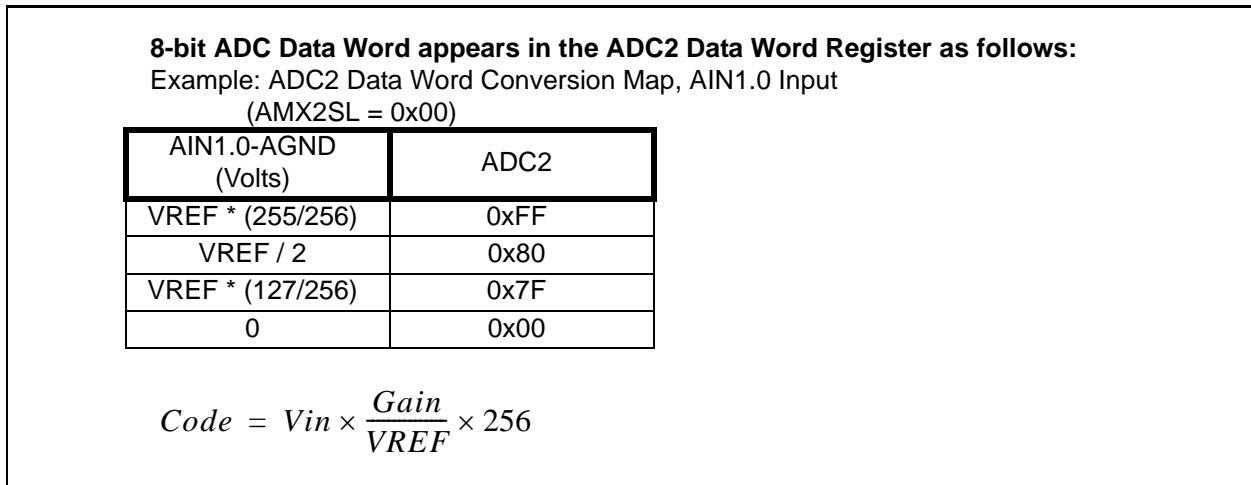 8-bit ADC Data Word appears in the ADC2 Data Word Register as follows:
Example: ADC2 Data Word Conversion Map, AIN1.0 Input
(AMX2SL = 0x00)
AIN1.0-AGND
(Volts)
ADC2
VREF * (255/256) 0xFF
VREF / 2 0x80
VREF * (127/256) 0x7F
0 0x00
Code = Vin × Gain/VREF × 256